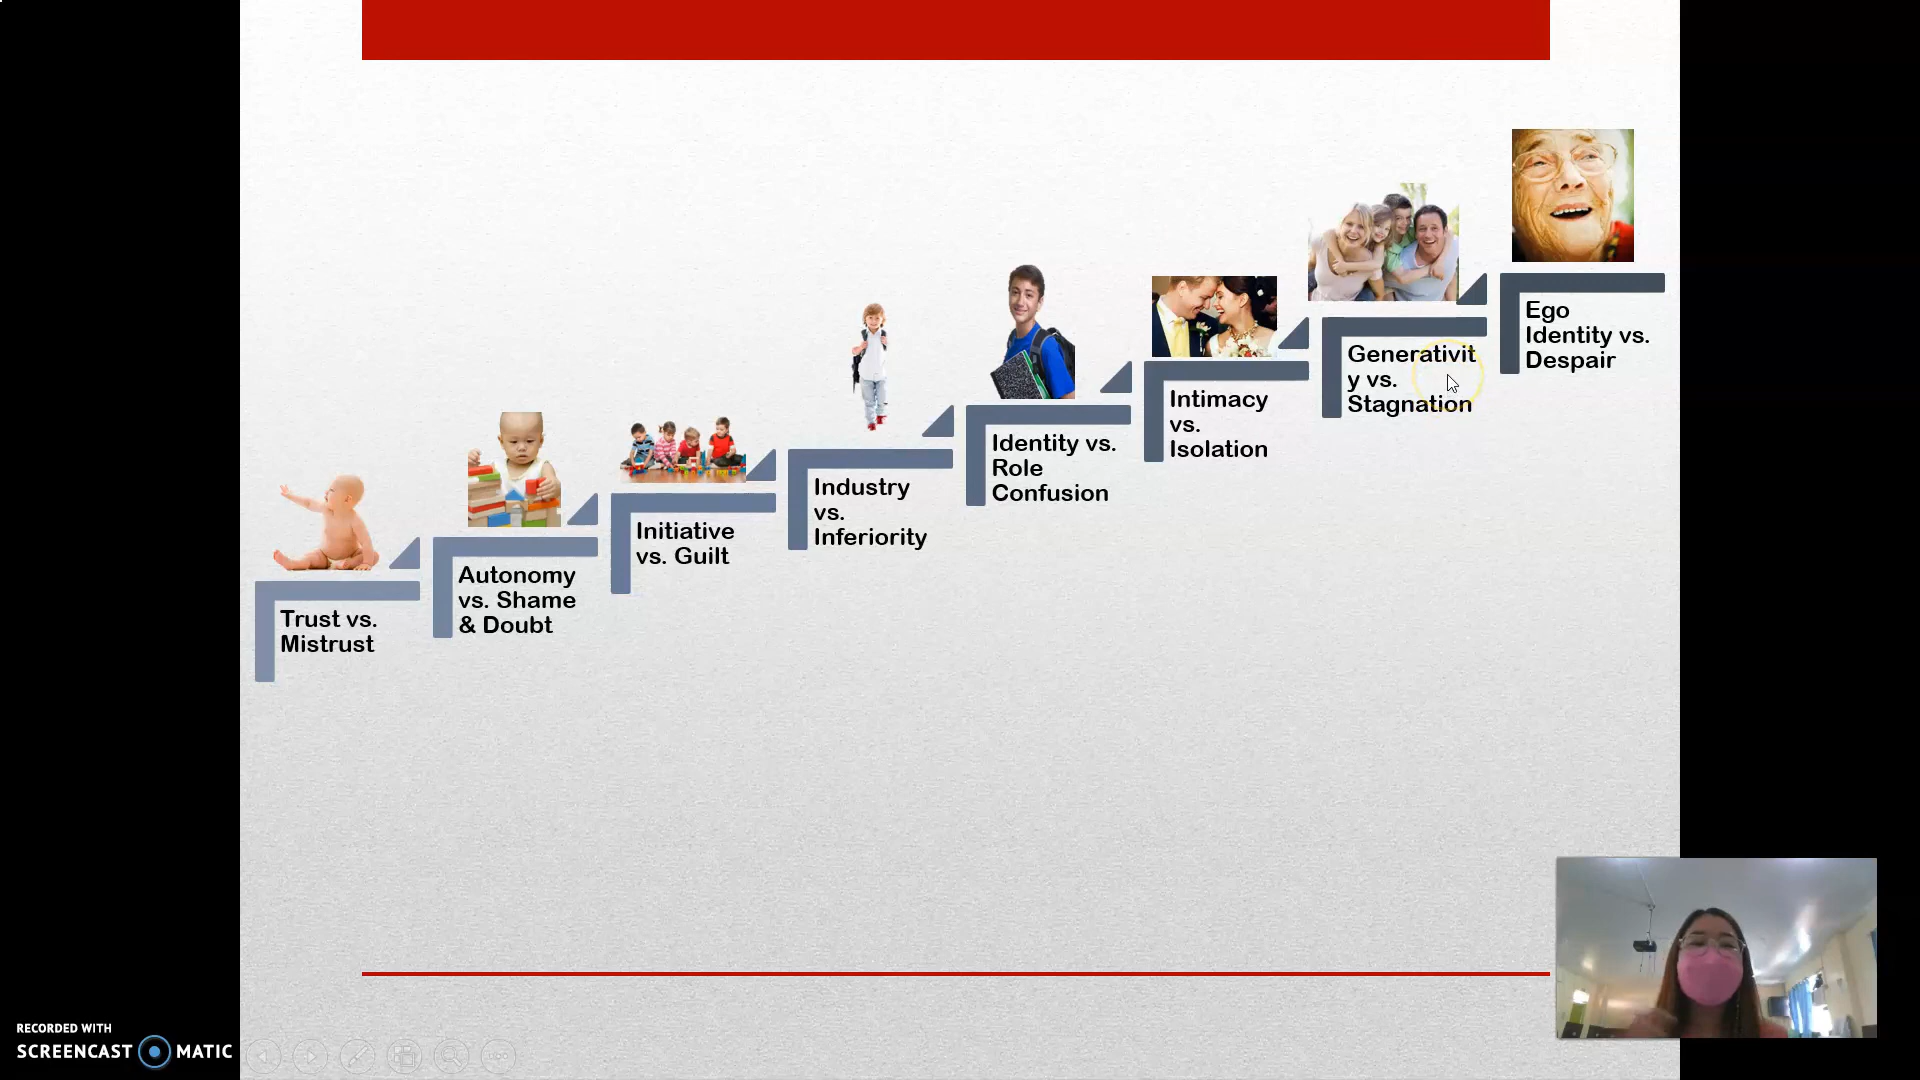 Trust vs.
Mistrust
Autonomy
vs. Shame
& Doubt
Initiative
vs. Guilt
Industry
vs.
Inferiority
Identity vs.
Role
Confusion
Intimacy
vs.
Isolation
Generativit
y vs.
Stagnation
Ego
Identity vs.
Despair
RECORDED WITH
SCREENCAST MATIC